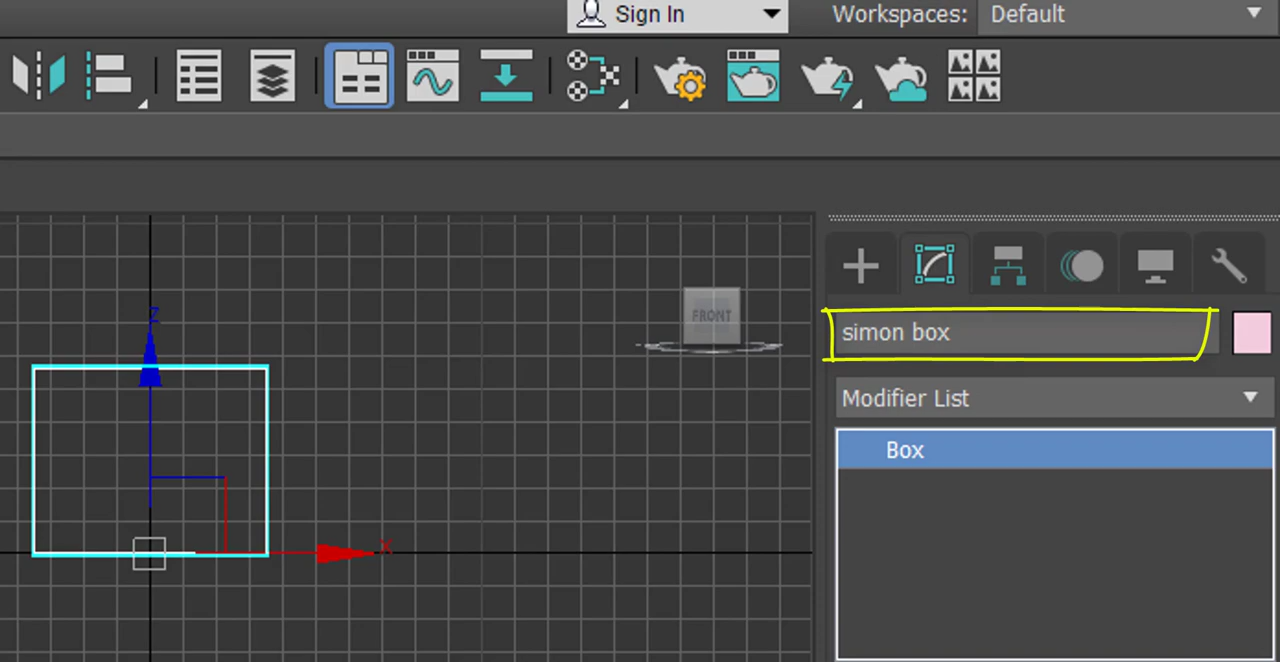 Sign In
Workspaces: Default
z
FRONT
x
simon box
Modifier List
Box